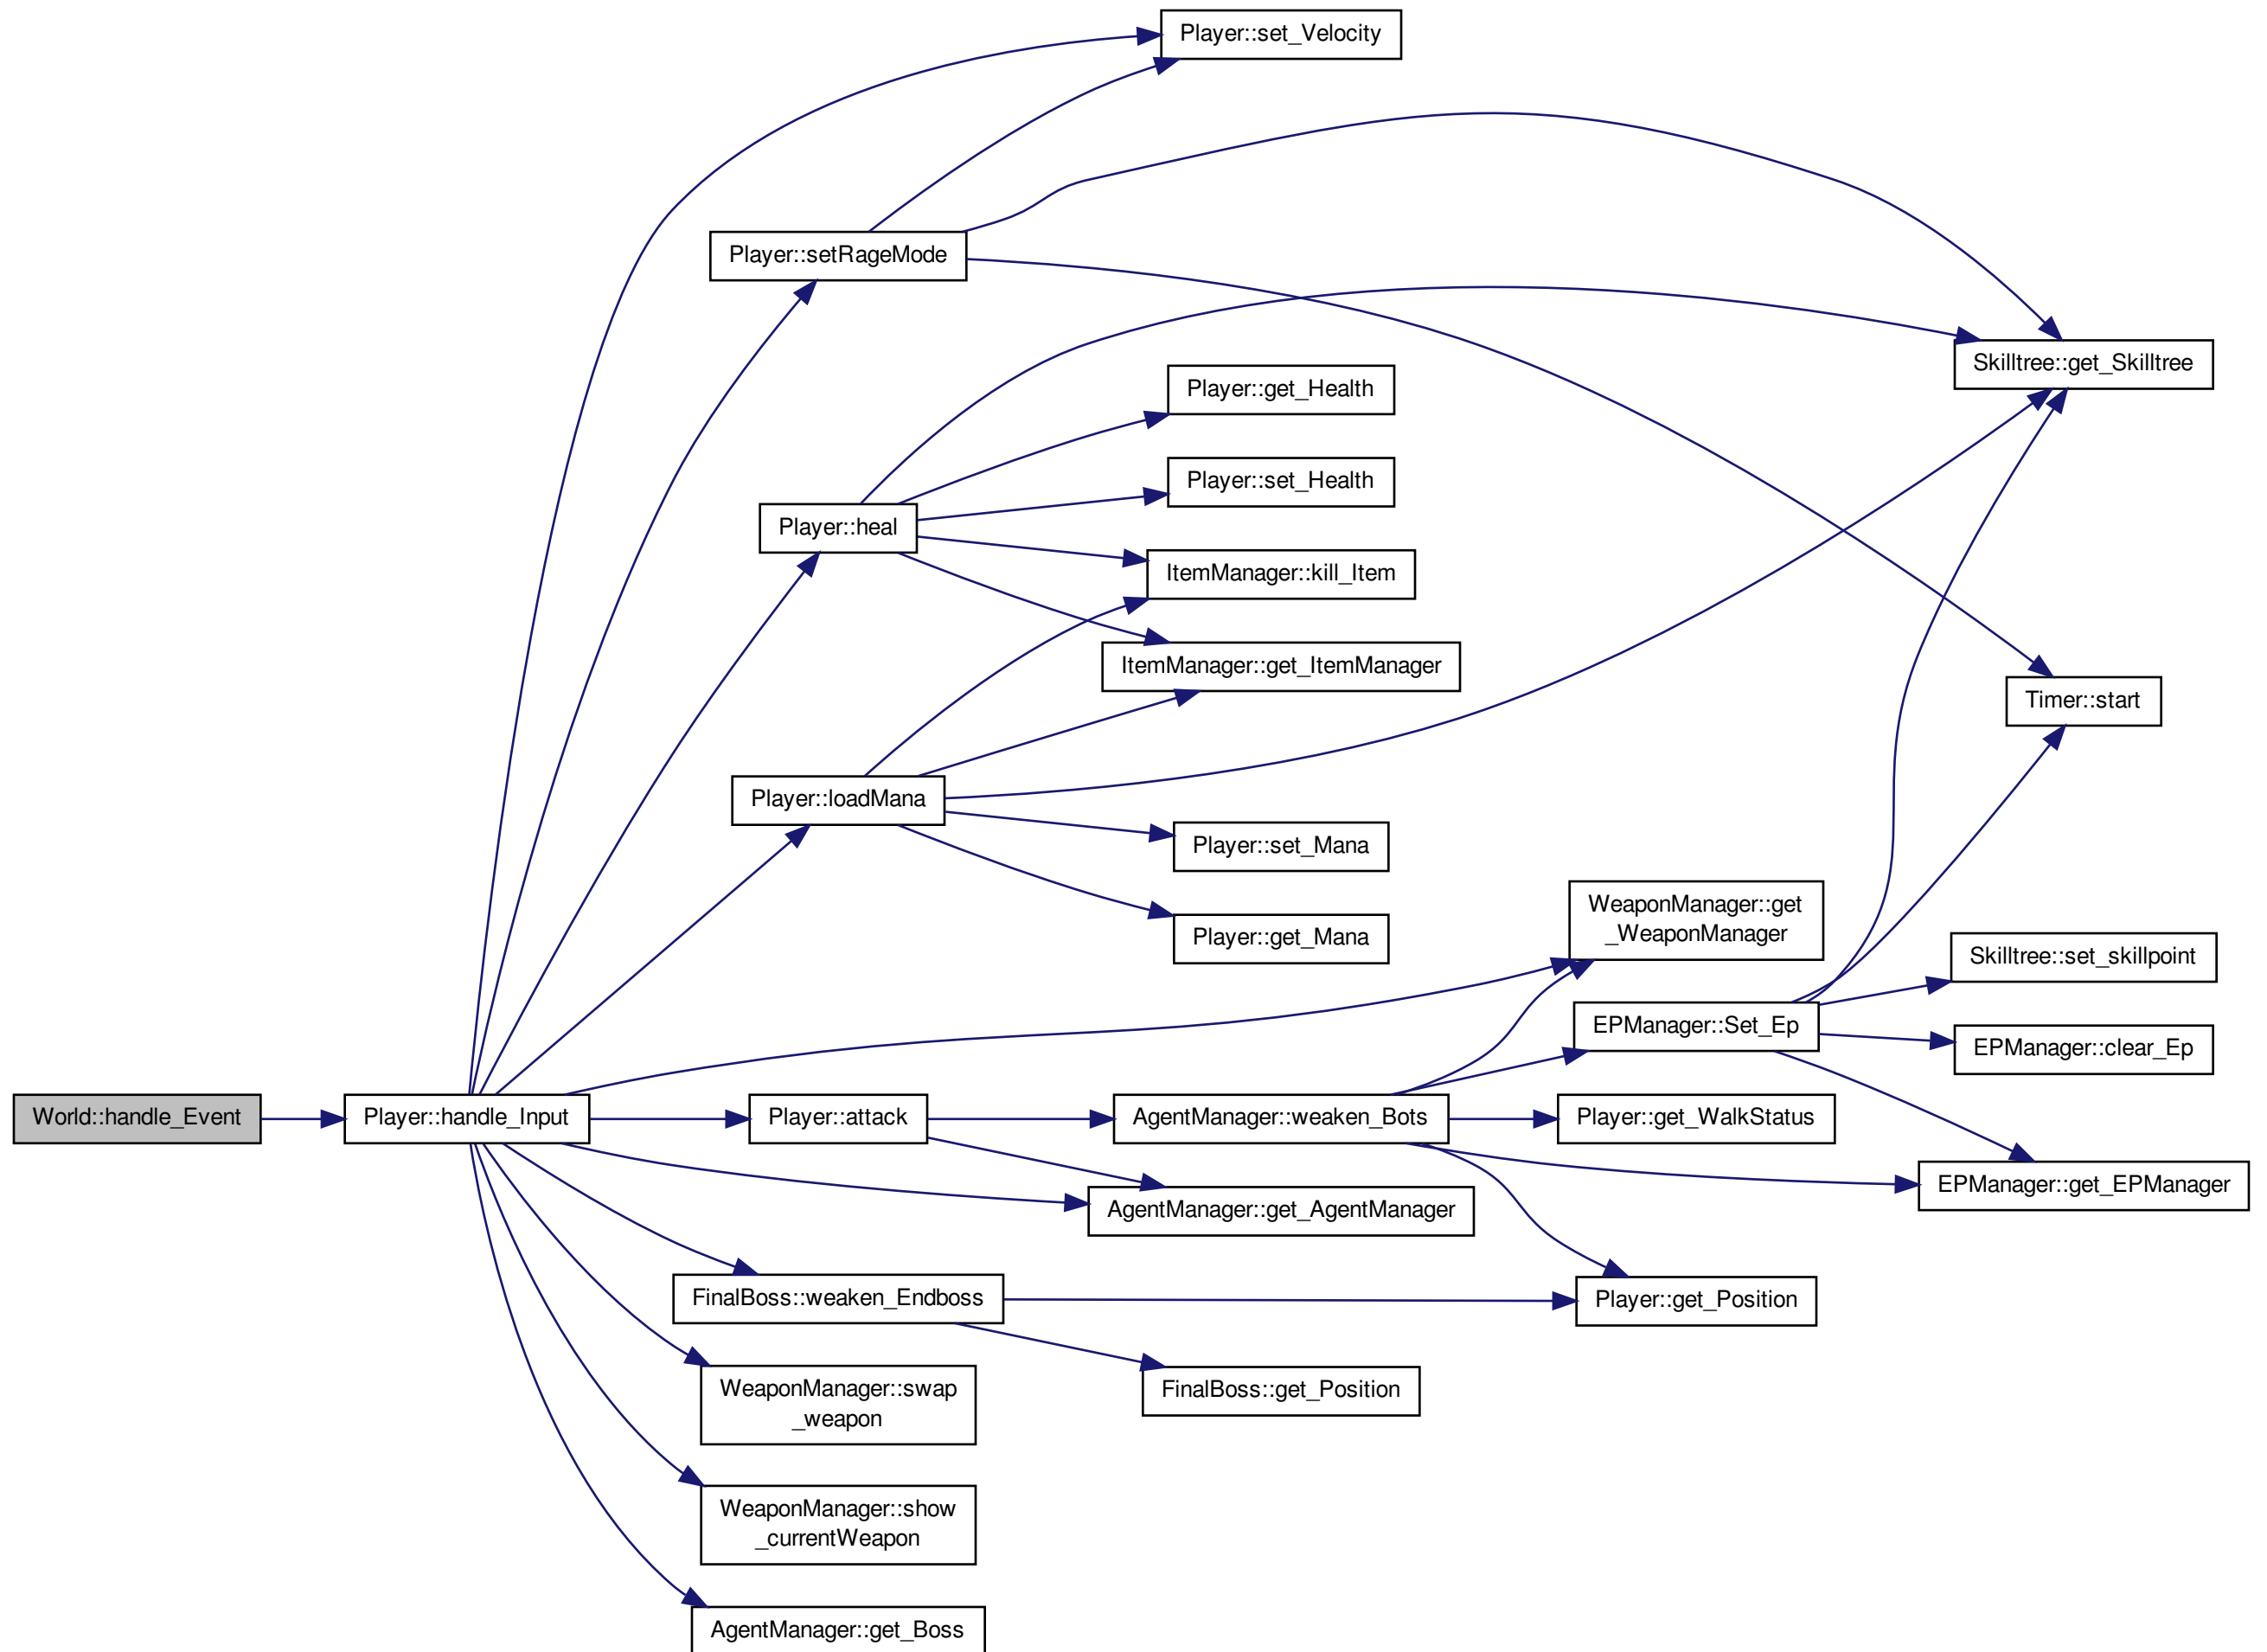 Player::set_Velocity
Player::setRageMode
Skilltree::get_Skilltree
Player::get_Health
Player::set_Health
Player::heal
ItemManager::kill_Item
ItemManager::get_ItemManager
Timer::start
Player::loadMana
Player::set_Mana
WeaponManager::get
_WeaponManager
Player::get_Mana
Skilltree::set_skillpoint
EPManager::Set_Ep
EPManager::clear_Ep
World::handle_Event
Player::handle_Input
Player::attack
AgentManager::weaken_Bots
Player::get_WalkStatus
EPManager::get_EPManager
AgentManager::get_AgentManager
FinalBoss::weaken_Endboss
Player::get_Position
WeaponManager::swap
_weapon
FinalBoss::get_Position
WeaponManager::show
_currentWeapon
AgentManager::get_Boss